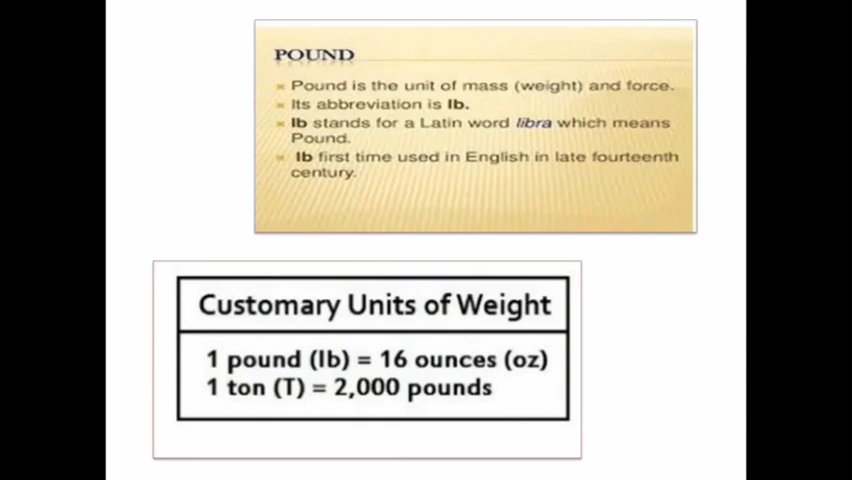 POUND
Pound is the unit of mass (weight) and force.
Its abbreviation is lb.
lb stands for a Latin word libra which means
Pound.
lb first time used in English in late fourteenth
century.
Customary Units of Weight
1 pound (lb) = 16 ounces (oz)
1 ton (T) = 2,000 pounds